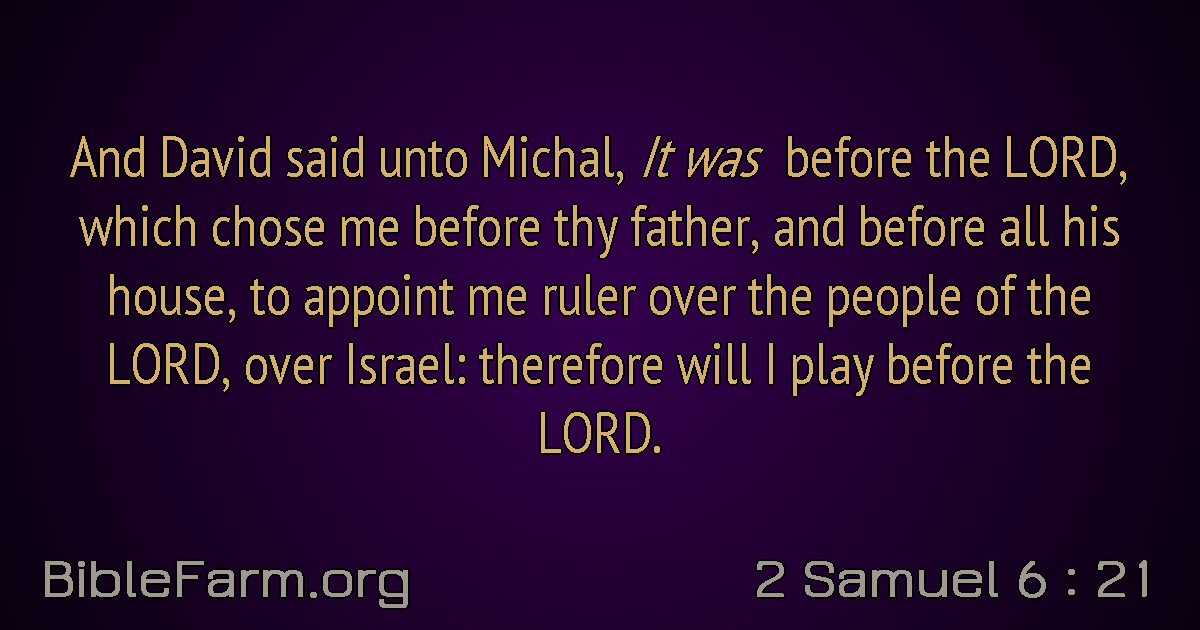 And David said unto Michal, It was before the LORD,
which chose me before thy father, and before all his
house, to appoint me ruler over the people of the
LORD, over Israel: therefore will I play before the
LORD.
BibleFarm.org
2 Samuel 6 : 21